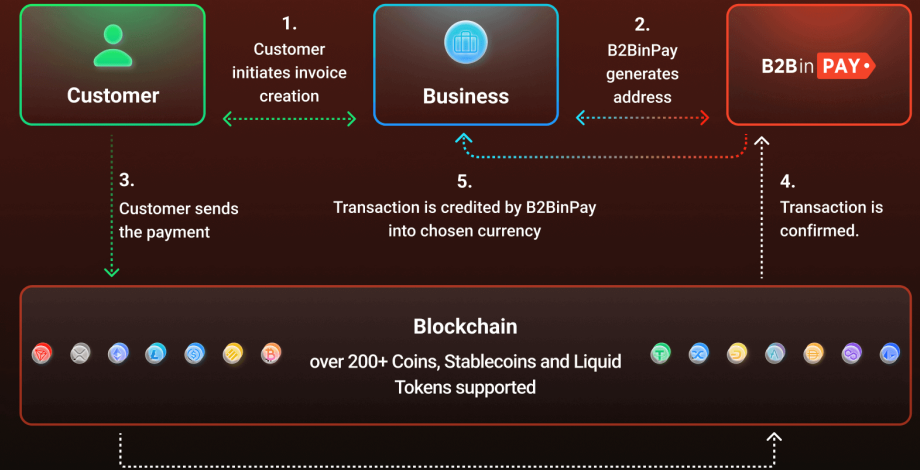 Customer
1.
Customer
initiates invoice
creation
Business
2.
B2BinPay
generates
address
B2BinPAY
3.
Customer sends
the payment
5.
Transaction is credited by B2BinPay
into chosen currency
4.
Transaction is
confirmed.
Blockchain
over 200+ Coins, Stablecoins and Liquid
Tokens supported